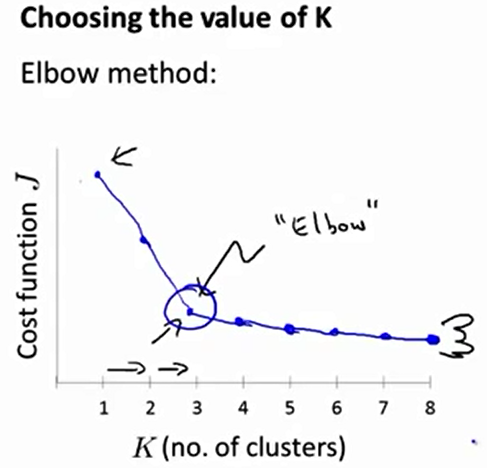 Choosing the value of K
Elbow method:
"Elbow"
Cost function J
1 2 3 4 5 6 7 8
K (no. of clusters)